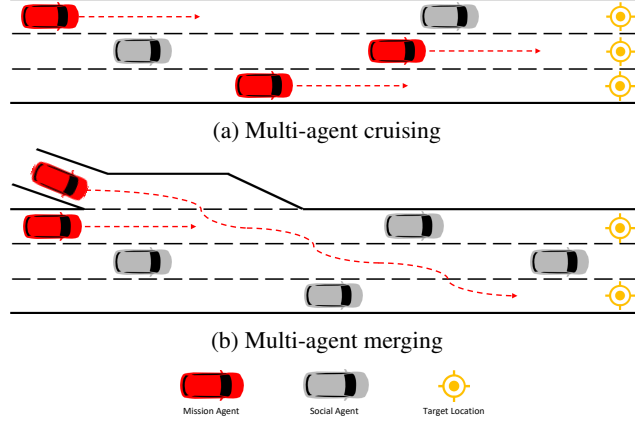 (a) Multi-agent cruising
(b) Multi-agent merging
Mission Agent Social Agent Target Location